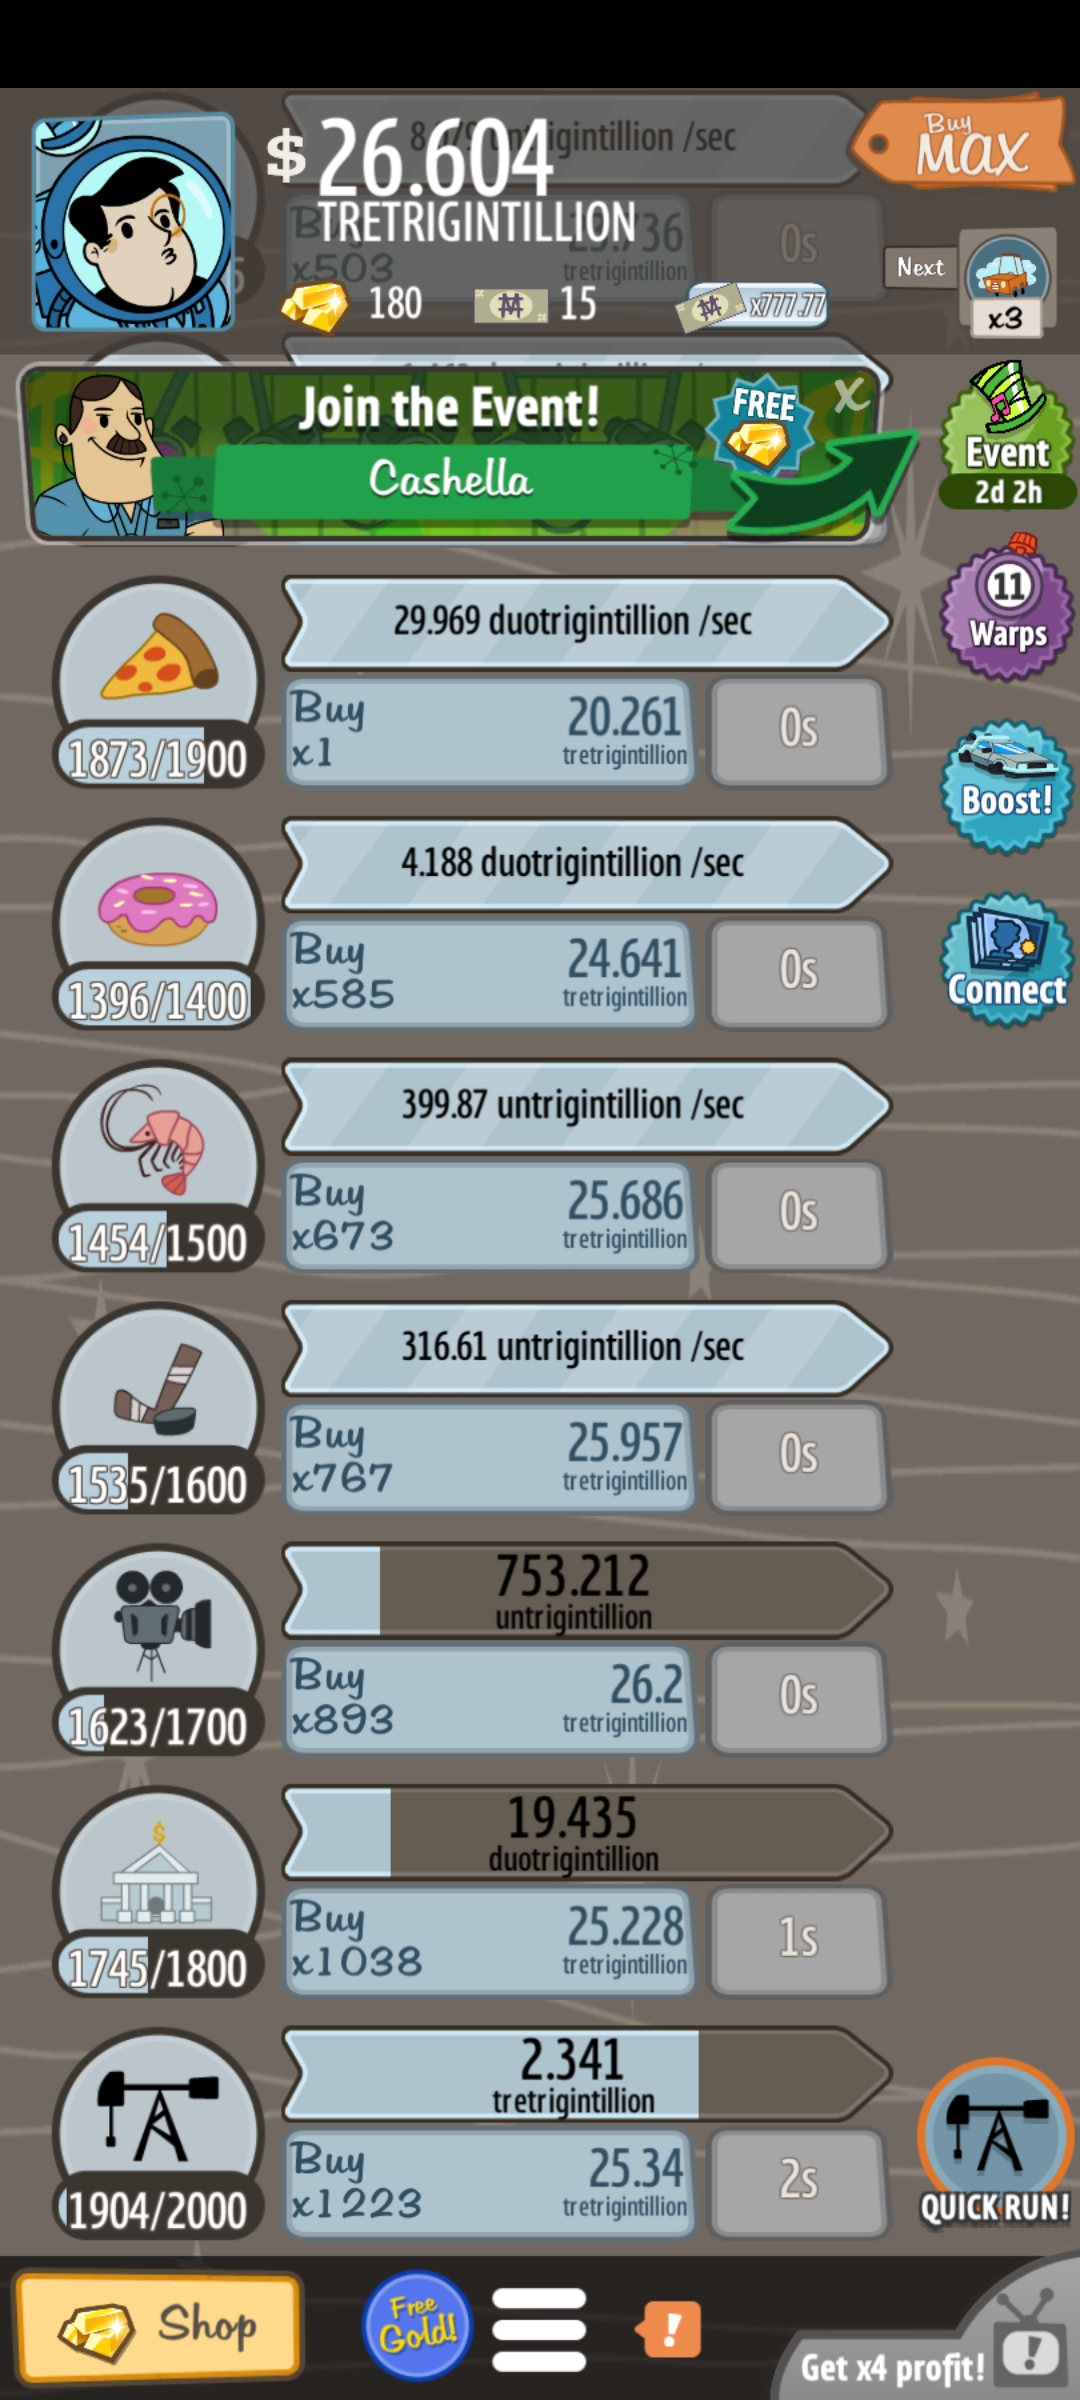 $ 26.604
TRETRIGINTILLION
Buy
MAX
x503
tretrigintillion
0s
180
15
x777.77
Next
x3
Join the Event!
FREE
X
Cashella
Event
2d 2h
29.969 duotrigintillion /sec
11
Warps
Buy
x1
20.261
tretrigintillion
0s
1873/1900
Boost!
4.188 duotrigintillion /sec
Buy
x585
24.641
tretrigintillion
0s
1396/1400
Connect
399.87 untrigintillion /sec
Buy
x673
25.686
tretrigintillion
0s
1454/1500
316.61 untrigintillion /sec
Buy
x767
25.957
tretrigintillion
0s
1535/1600
753.212
untrigintillion
Buy
x893
26.2
tretrigintillion
0s
1623/1700
19.435
duotrigintillion
Buy
x1038
25.228
tretrigintillion
1s
1745/1800
2.341
tretrigintillion
Buy
x1223
25.34
tretrigintillion
2s
1904/2000
QUICK RUN!
Shop
Free
Gold!
!
Get x4 profit!
!